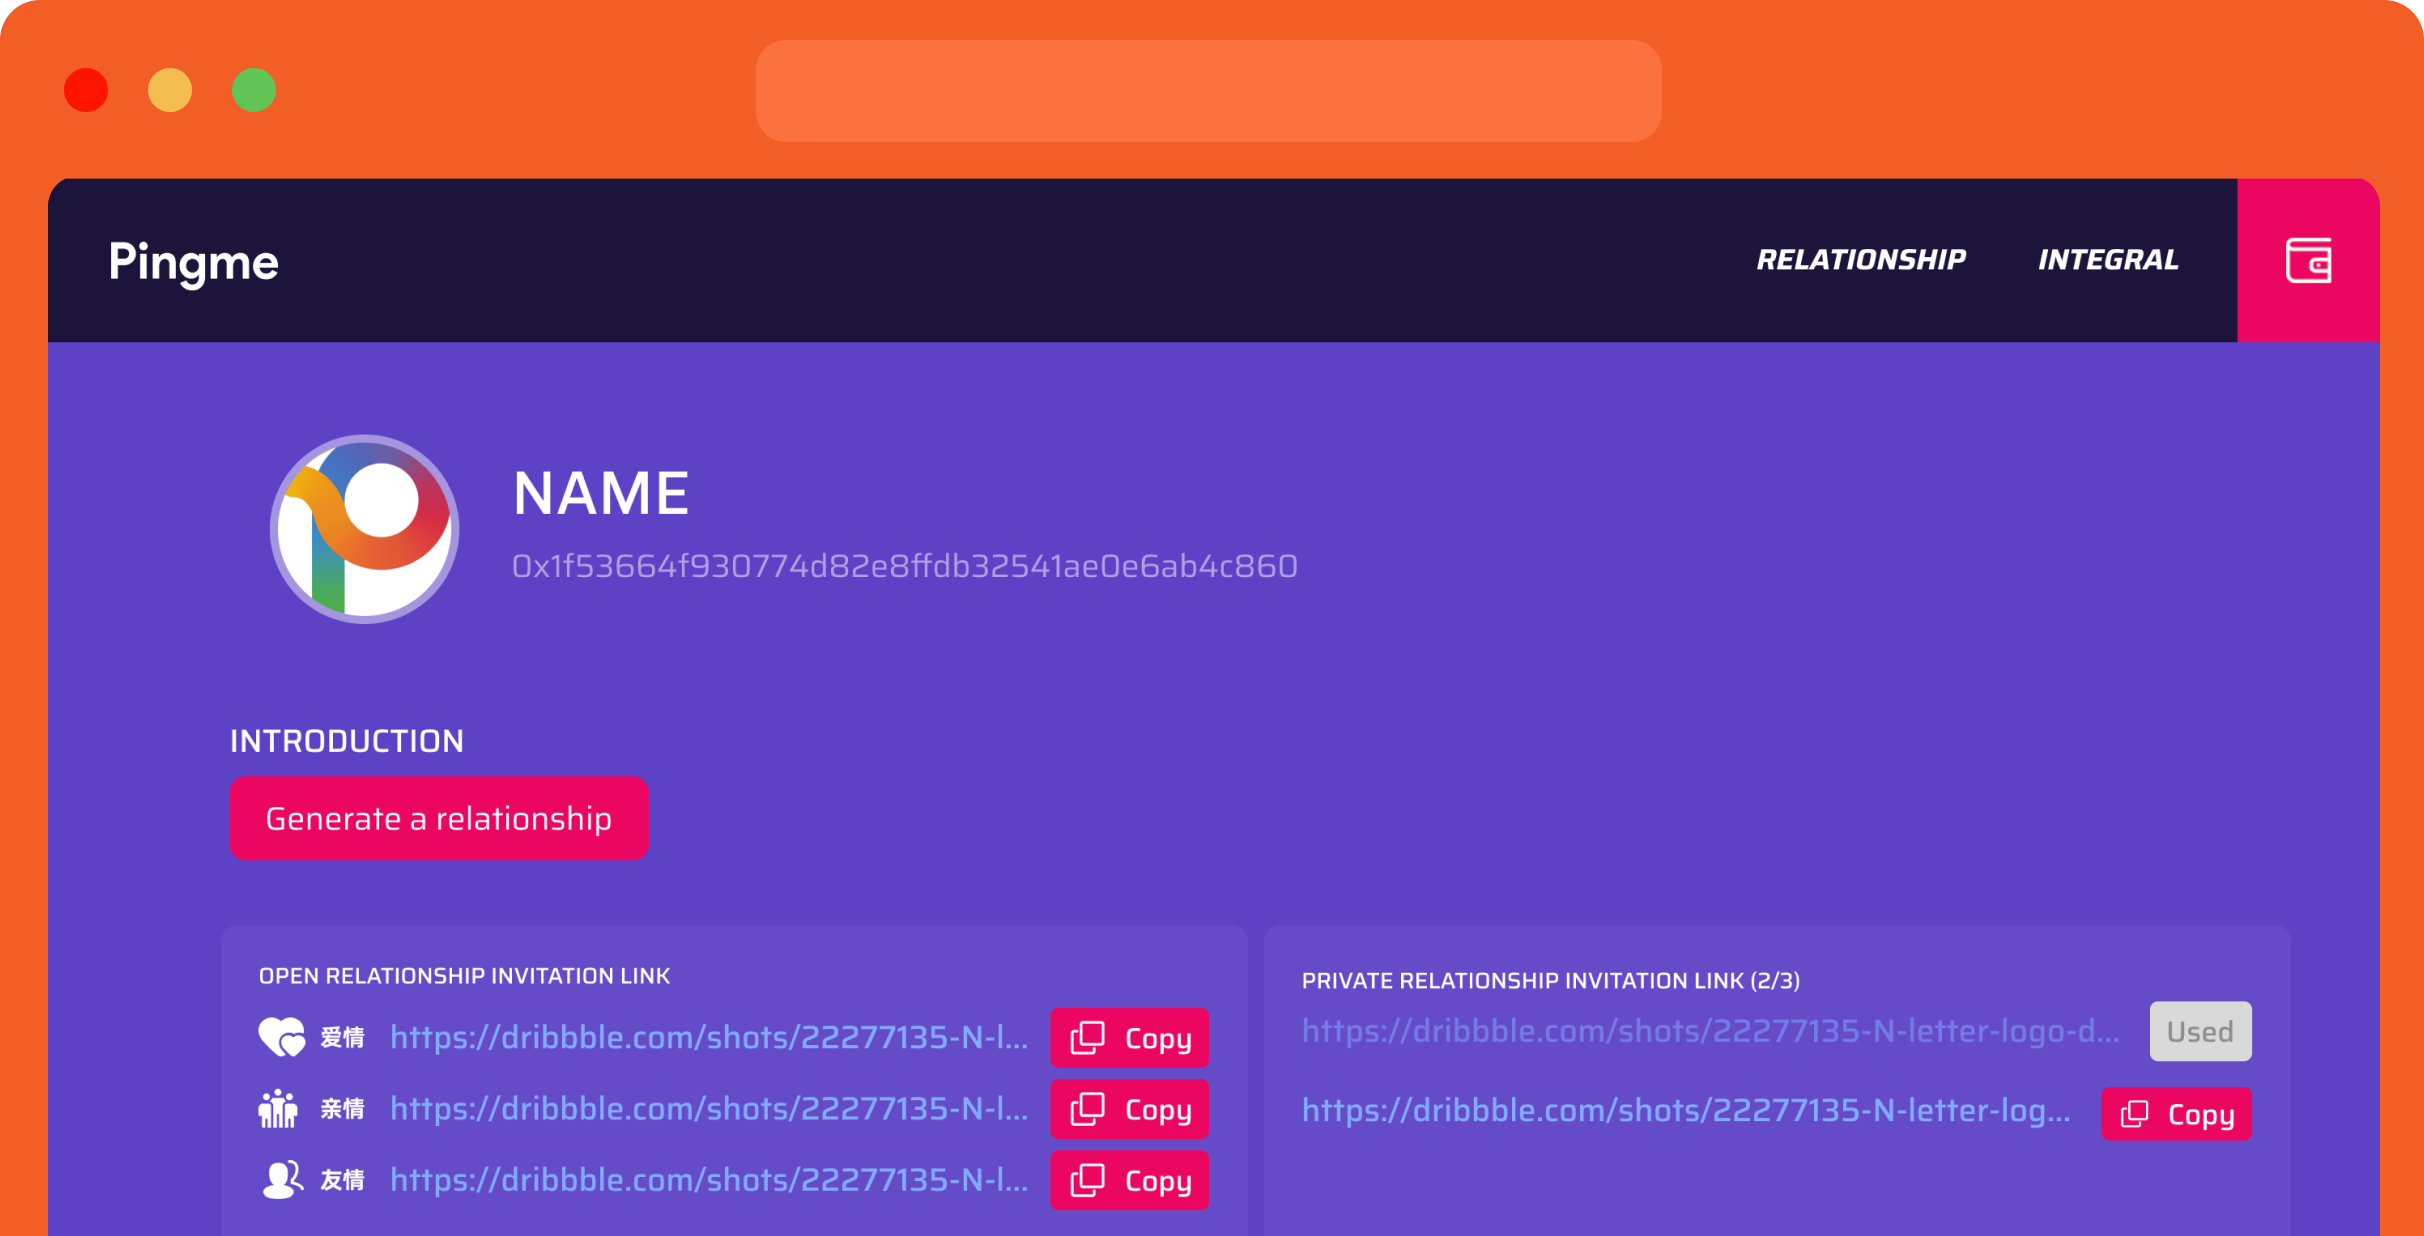 Pingme
RELATIONSHIP
INTEGRAL
NAME
0x1f53664f930774d82e8ffdb32541ae0e6ab4c860
INTRODUCTION
Generate a relationship
OPEN RELATIONSHIP INVITATION LINK
爱情 https://dribbble.com/shots/22277135-N-l... Copy
亲情 https://dribbble.com/shots/22277135-N-l... Copy
友情 https://dribbble.com/shots/22277135-N-l... Copy
PRIVATE RELATIONSHIP INVITATION LINK (2/3)
https://dribbble.com/shots/22277135-N-letter-logo-d... Used
https://dribbble.com/shots/22277135-N-letter-log... Copy